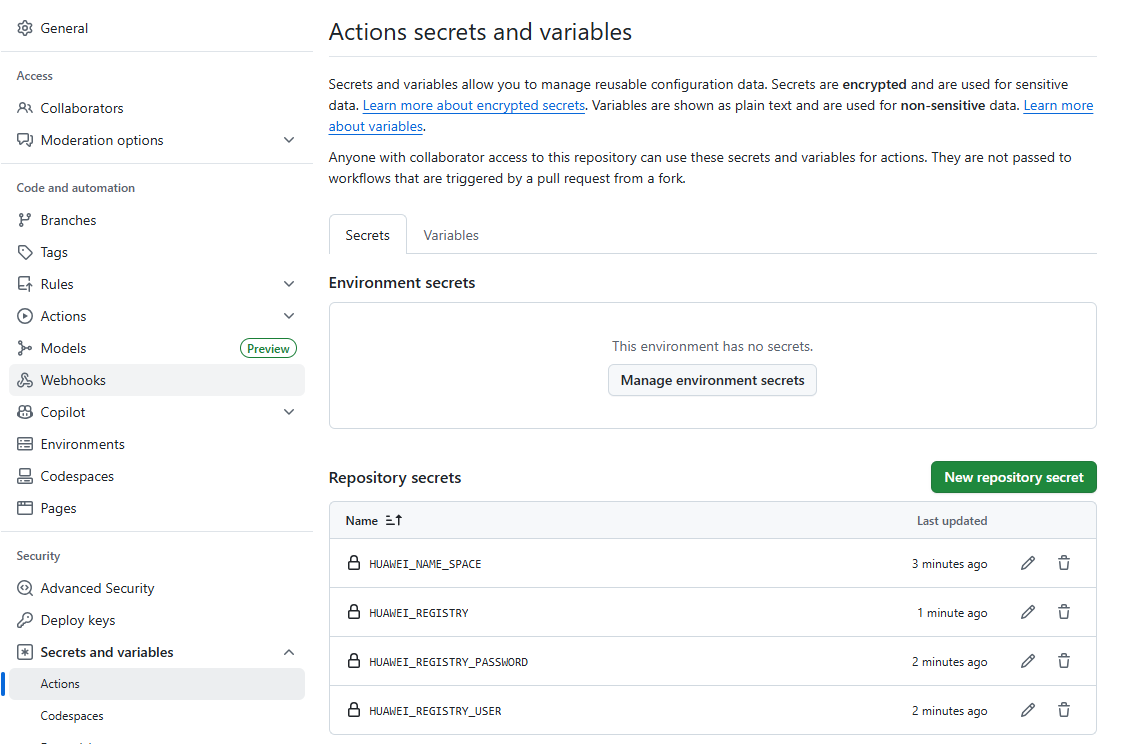 General
Access
Collaborators
Moderation options
Code and automation
Branches
Tags
Rules
Actions
Models Preview
Webhooks
Copilot
Environments
Codespaces
Pages
Security
Advanced Security
Deploy keys
Secrets and variables
Actions
Codespaces
Actions secrets and variables
Secrets and variables allow you to manage reusable configuration data. Secrets are encrypted and are used for sensitive
data. Learn more about encrypted secrets. Variables are shown as plain text and are used for non-sensitive data. Learn more
about variables.
Anyone with collaborator access to this repository can use these secrets and variables for actions. They are not passed to
workflows that are triggered by a pull request from a fork.
Secrets Variables
Environment secrets
This environment has no secrets.
Manage environment secrets
Repository secrets New repository secret
Name Last updated
HUAWEI_NAME_SPACE 3 minutes ago
HUAWEI_REGISTRY 1 minute ago
HUAWEI_REGISTRY_PASSWORD 2 minutes ago
HUAWEI_REGISTRY_USER 2 minutes ago